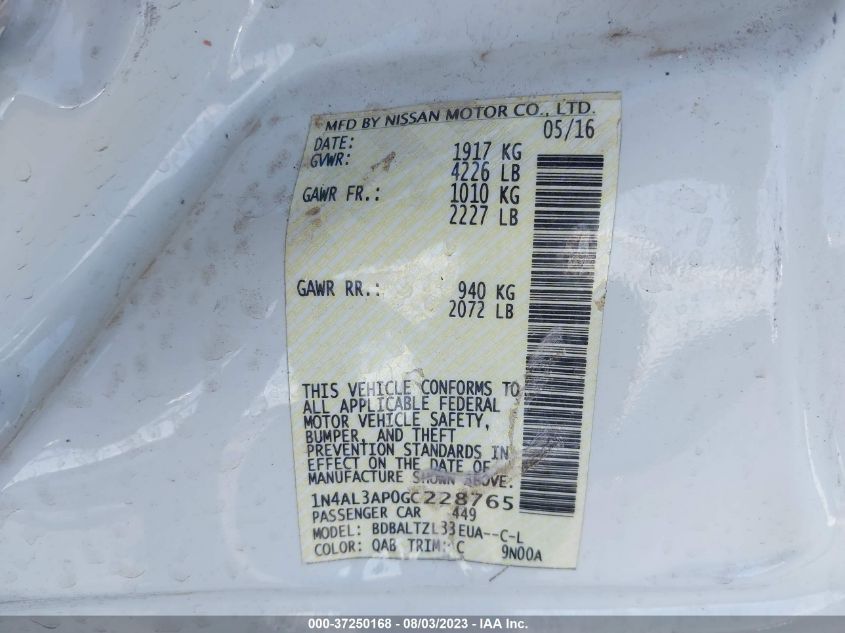 MFD BY NISSAN MOTOR CO., LTD.
DATE: 05/16
GVWR: 1917 KG
4226 LB
GAWR FR.: 1010 KG
2227 LB
GAWR RR.: 940 KG
2072 LB
THIS VEHICLE CONFORMS TO
ALL APPLICABLE FEDERAL
MOTOR VEHICLE SAFETY,
BUMPER, AND THEFT
PREVENTION STANDARDS IN
EFFECT ON THE DATE OF
MANUFACTURE SHOWN ABOVE.
1N4AL3AP0GC228765
PASSENGER CAR 449
MODEL: BDBALTZL33EUA--C-L
COLOR: QAB TRIM: C 9N00A
000-37250168 - 08/03/2023 - IAA Inc.